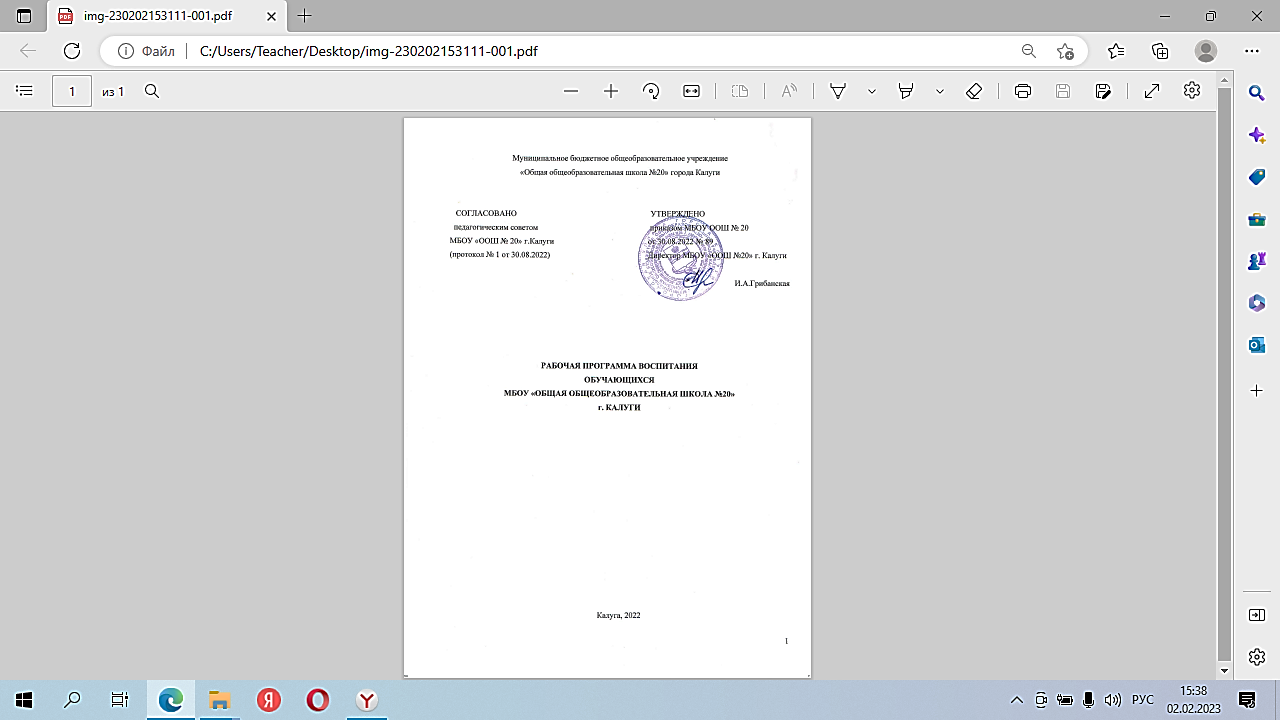 img-230202153111-001.pdf
Файл
C:/Users/Teacher/Desktop/img-230202153111-001.pdf
1
из 1
Муниципальное бюджетное общеобразовательное учреждение
«Общая общеобразовательная школа №20» города Калуги
СОГЛАСОВАНО
педагогическим советом
МБОУ «ООШ № 20» г.Калуги
(протокол № 1 от 30.08.2022)
УТВЕРЖДЕНО
приказом МБОУ ООШ № 20
от 30.08.2022 № 89
Директор МБОУ «ООШ №20» г. Калуги
И.А.Грибанская
РАБОЧАЯ ПРОГРАММА ВОСПИТАНИЯ
ОБУЧАЮЩИХСЯ
МБОУ «ОБЩАЯ ОБЩЕОБРАЗОВАТЕЛЬНАЯ ШКОЛА №20»
г. КАЛУГИ
Калуга, 2022
1
РУС
15:38
02.02.2023